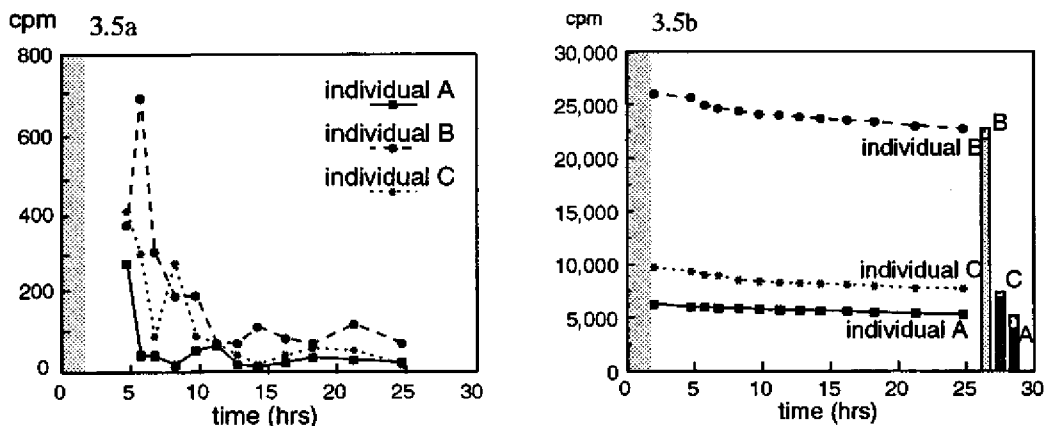 cpm
3.5a
800
600
400
200
0
individual A
individual B
individual C
0
5
10
15
20
25
30
time (hrs)
cpm
3.5b
30,000
25,000
20,000
15,000
10,000
5,000
0
individual B
individual C
individual A
B
C
A
0
5
10
15
20
25
30
time (hrs)